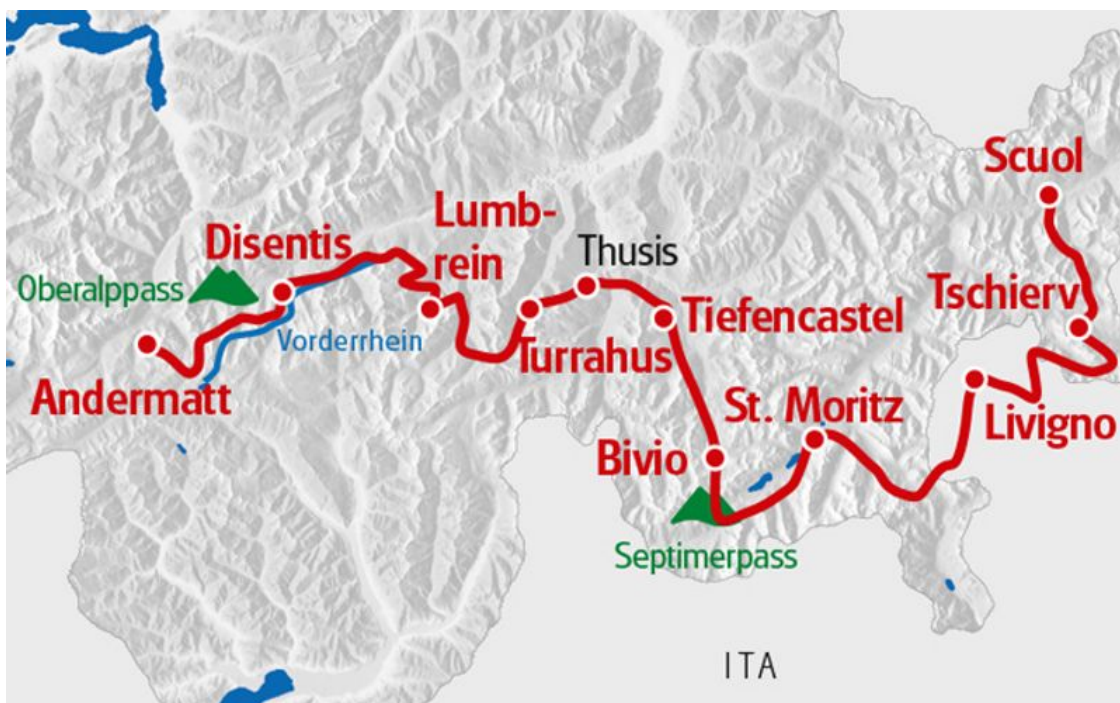 Scuol
Lumb-
rein
Disentis
Thusis
Oberalppass
Tschierv
Tiefencastel
Vorderrhein
Turrahus
Andermatt
St. Moritz
Livigno
Bivio
Septimerpass
ITA